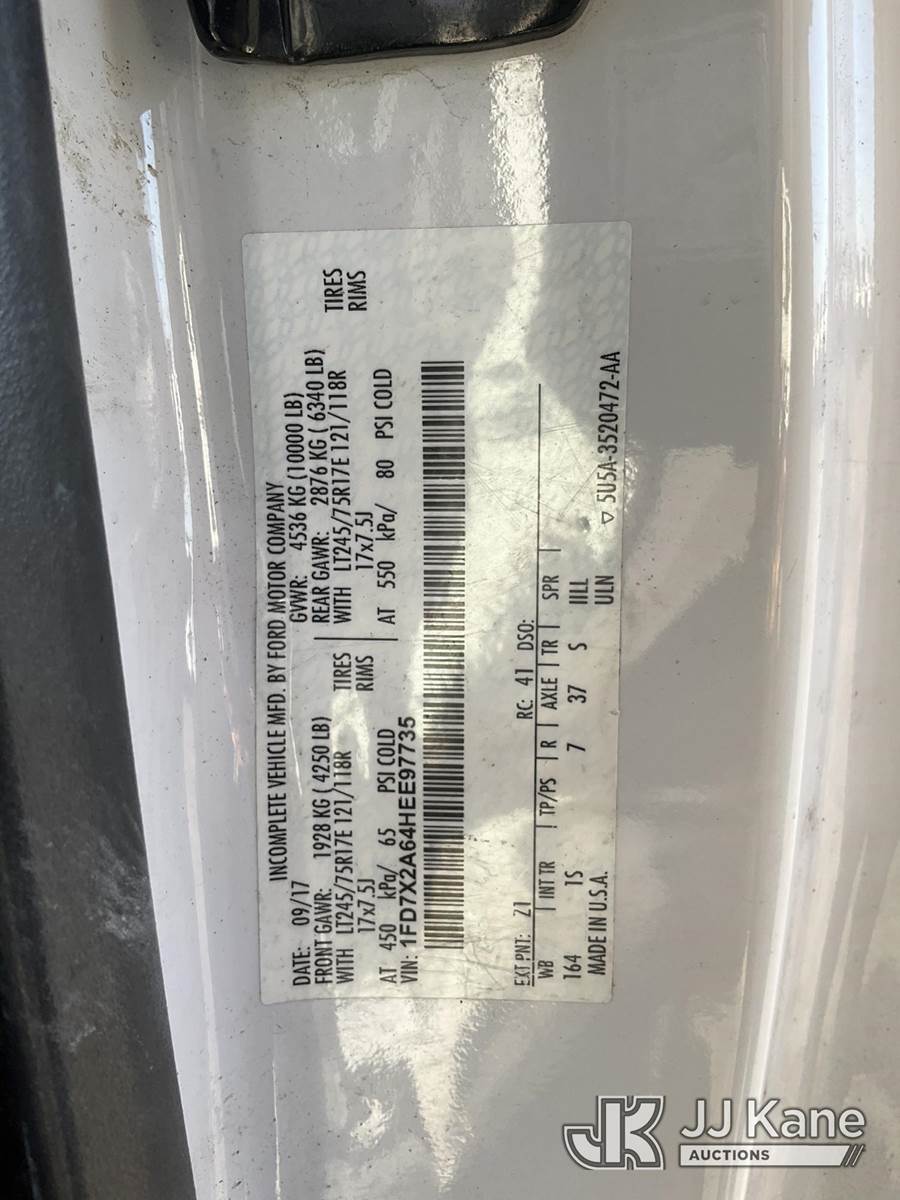 INCOMPLETE VEHICLE MFD. BY FORD MOTOR COMPANY
DATE: 09/17 GVWR: 4536 KG (10000 LB)
FRONT GAWR: 1928 KG ( 4250 LB) REAR GAWR: 2876 KG ( 6340 LB)
WITH LT245/75R17E 121/118R TIRES WITH LT245/75R17E 121/118R TIRES
17x7.5J RIMS 17x7.5J RIMS
AT 450 kPa/ 65 PSI COLD AT 550 kPa/ 80 PSI COLD
VIN: 1FD7X2A64HEE97735
EXT PNT: Z1 RC: 41 DSO:
WB INT TR TP/PS R AXLE TR SPR
164 1S 7 37 S IILL
MADE IN U.S.A. ULN
5U5A-3520472-AA
JK JJ Kane
AUCTIONS